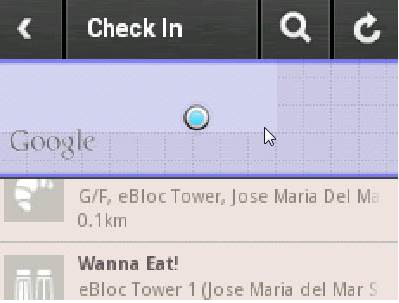 Check In
Google
G/F, eBloc Tower, Jose Maria Del Ma
0.1km
Wanna Eat!
eBloc Tower 1 (Jose Maria del Mar S